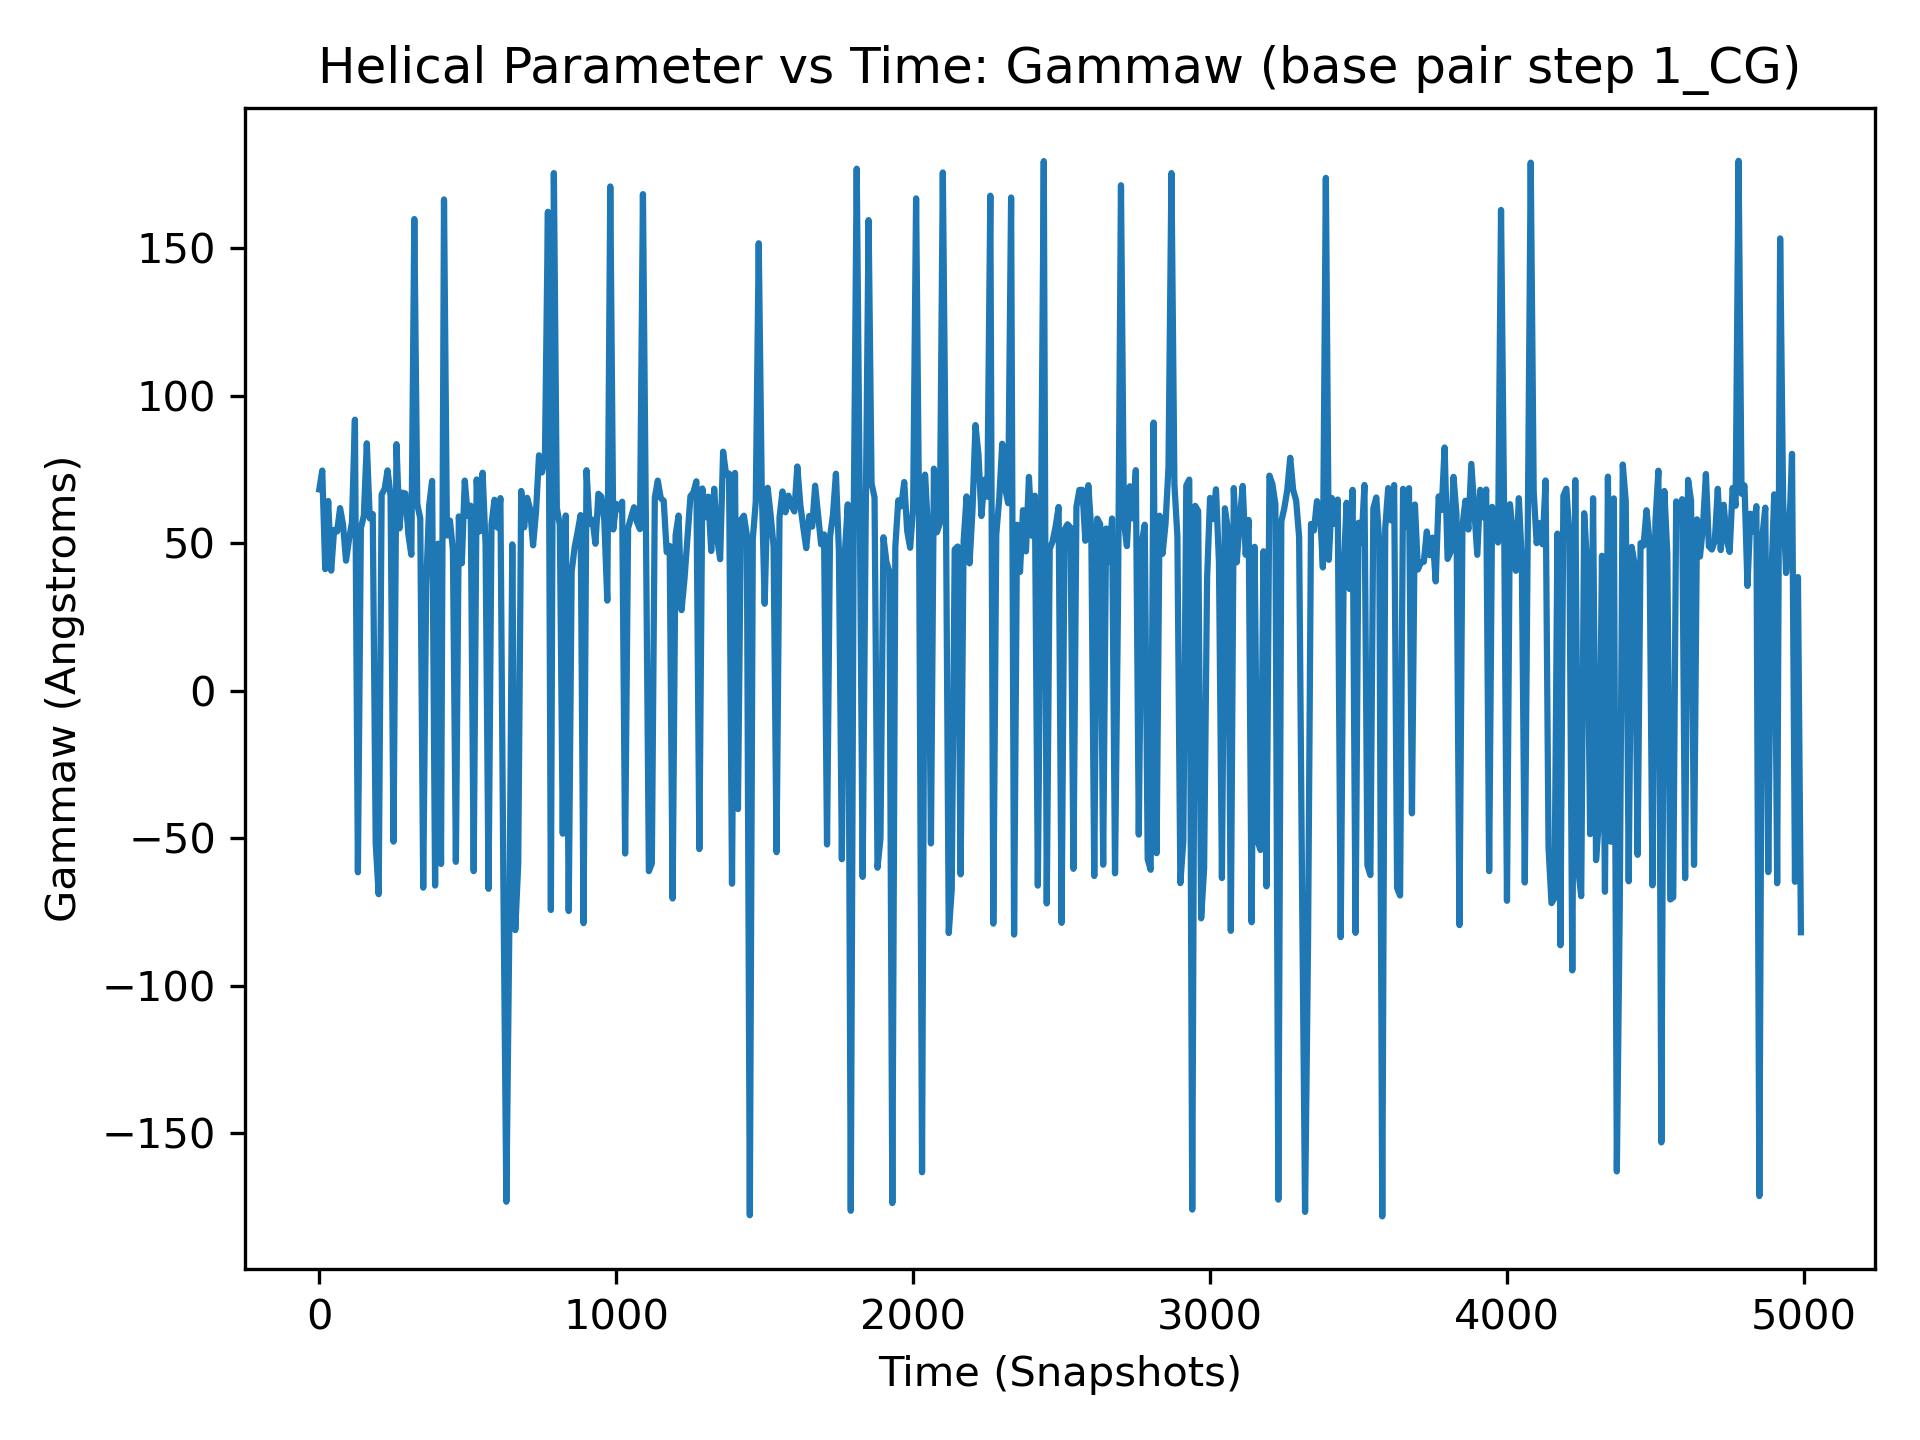 Helical Parameter vs Time: Gammaw (base pair step 1_CG)
Gammaw (Angstroms)
150
100
50
0
−50
−100
−150
0 1000 2000 3000 4000 5000
Time (Snapshots)